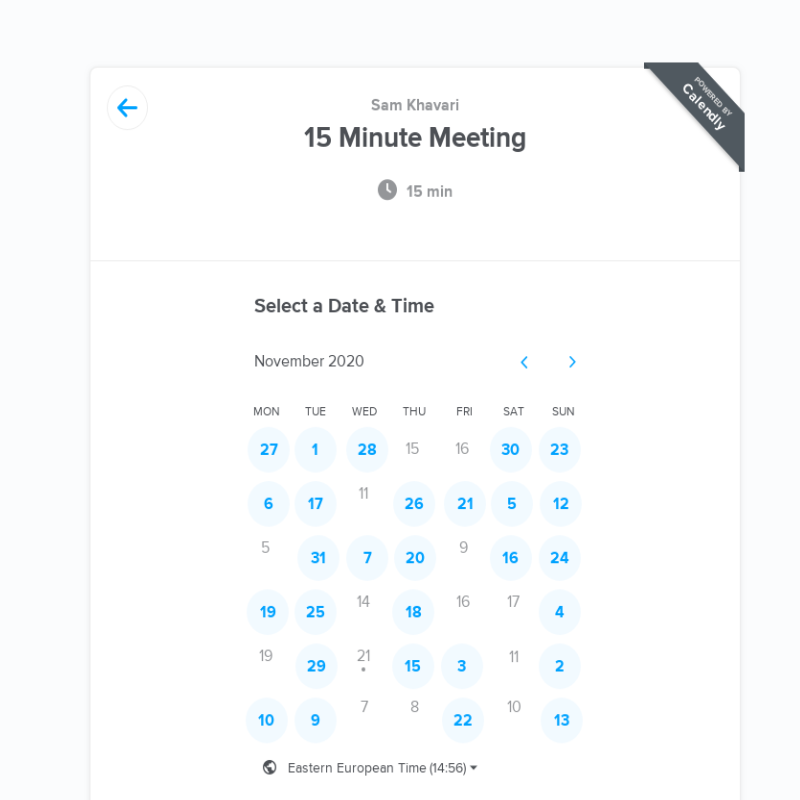 Sam Khavari
15 Minute Meeting
15 min
POWERED BY
Calendly
Select a Date & Time
November 2020
MON TUE WED THU FRI SAT SUN
27 1 28 15 16 30 23
6 17 11 26 21 5 12
5 31 7 20 9 16 24
19 25 14 18 16 17 4
19 29 21 15 3 11 2
10 9 7 8 22 10 13
Eastern European Time (14:56)